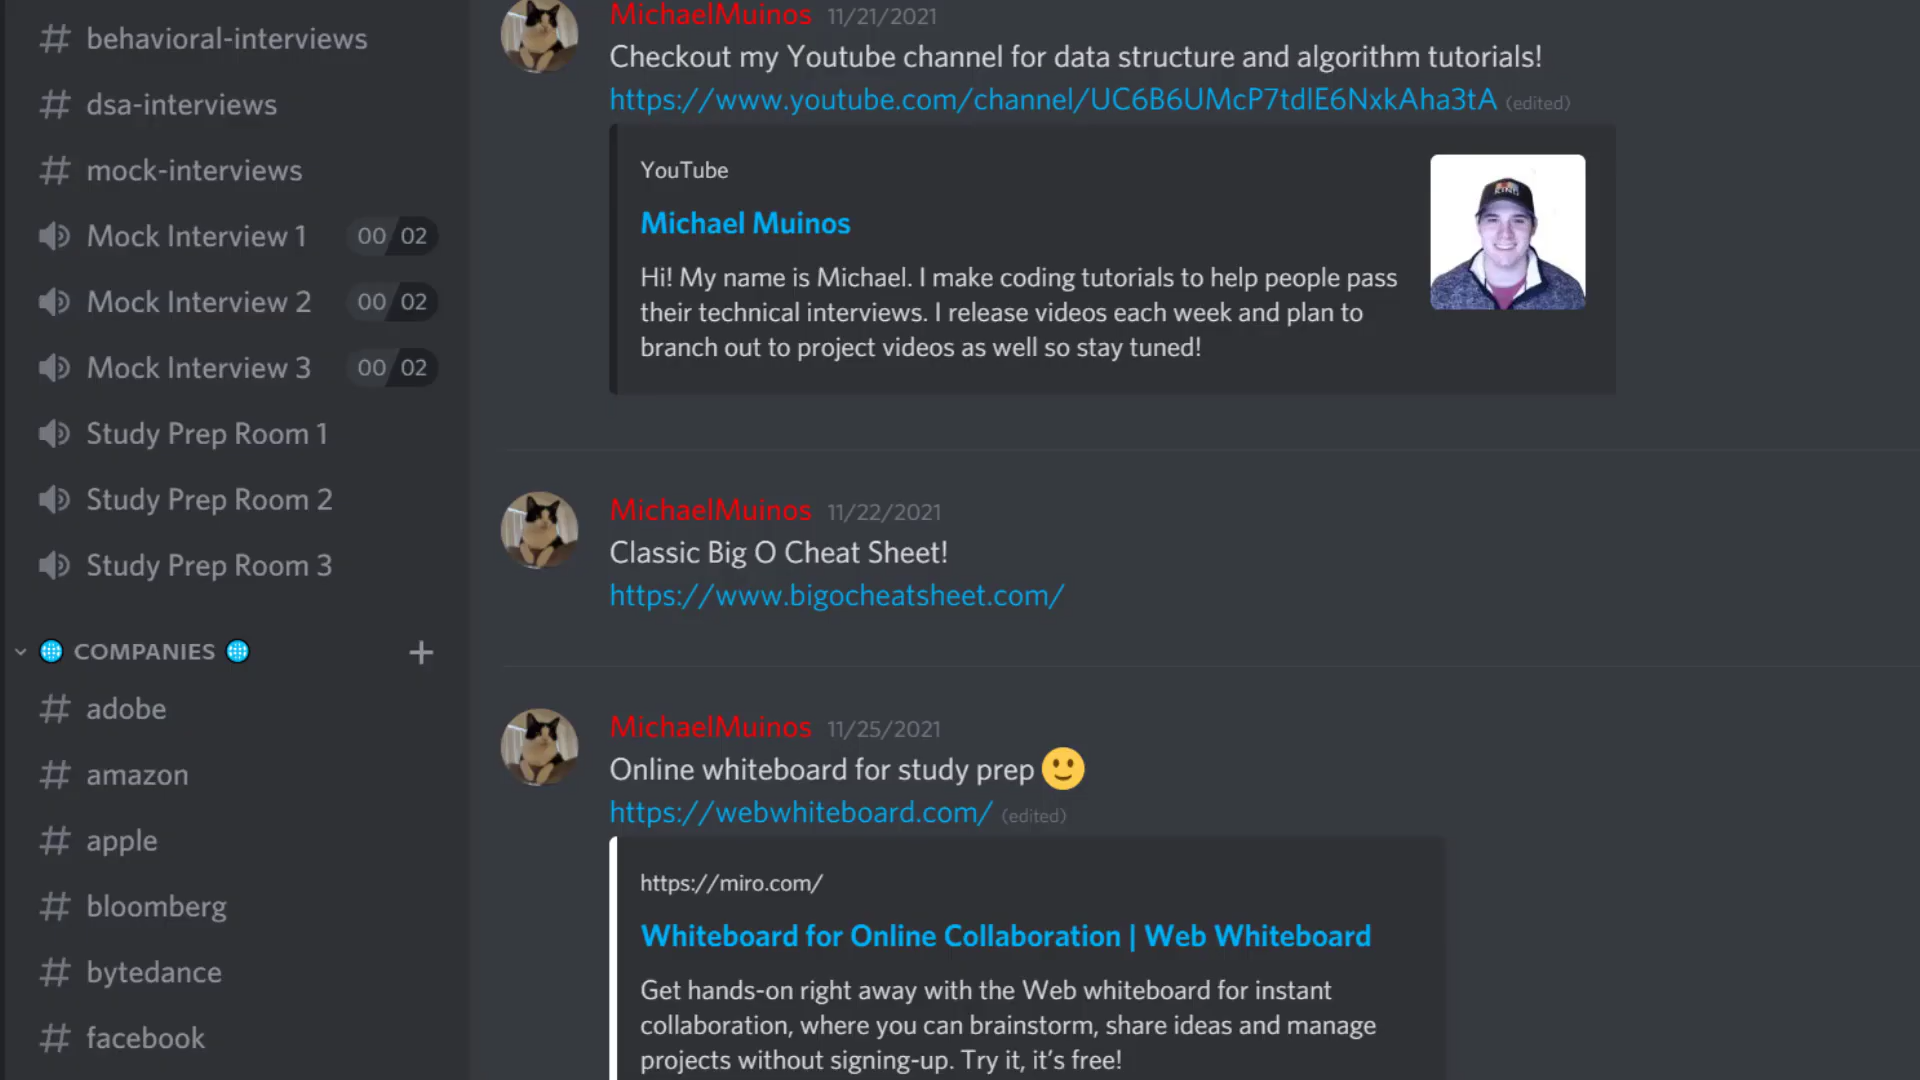 behavioral-interviews
dsa-interviews
mock-interviews
Mock Interview 1 00 02
Mock Interview 2 00 02
Mock Interview 3 00 02
Study Prep Room 1
Study Prep Room 2
Study Prep Room 3
COMPANIES
adobe
amazon
apple
bloomberg
bytedance
facebook
MichaelMuinos 11/21/2021
Checkout my Youtube channel for data structure and algorithm tutorials!
https://www.youtube.com/channel/UC6B6UMcP7tdlE6NxkAha3tA (edited)
YouTube
Michael Muinos
Hi! My name is Michael. I make coding tutorials to help people pass
their technical interviews. I release videos each week and plan to
branch out to project videos as well so stay tuned!
MichaelMuinos 11/22/2021
Classic Big O Cheat Sheet!
https://www.bigocheatsheet.com/
MichaelMuinos 11/25/2021
Online whiteboard for study prep
https://webwhiteboard.com/ (edited)
https://miro.com/
Whiteboard for Online Collaboration | Web Whiteboard
Get hands-on right away with the Web whiteboard for instant
collaboration, where you can brainstorm, share ideas and manage
projects without signing-up. Try it, it's free!